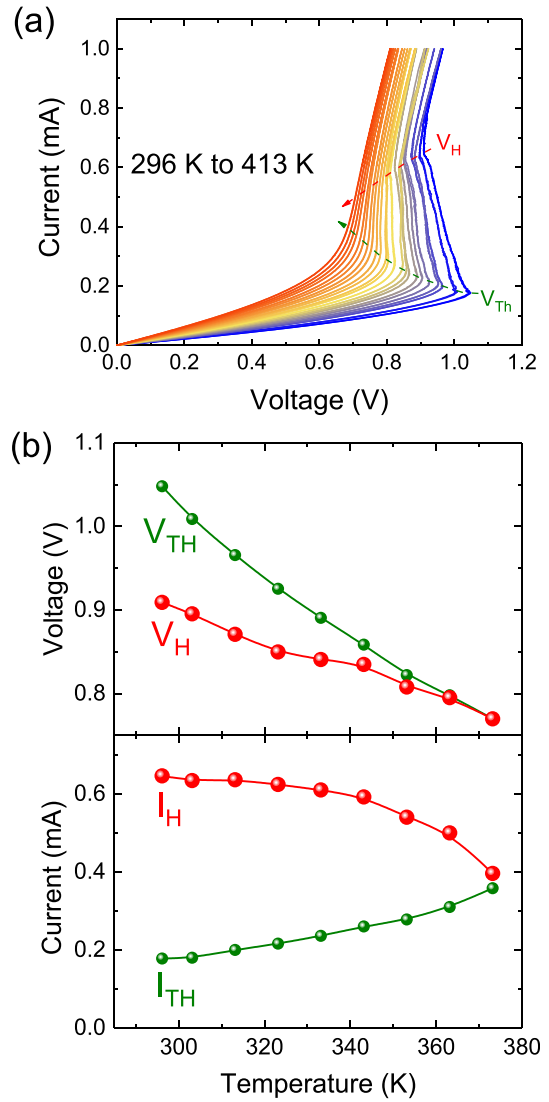 (a)
1.0
0.8
0.6
0.4
0.2
0.0
Current (mA)
296 K to 413 K
V_H
V_Th
0.0 0.2 0.4 0.6 0.8 1.0 1.2
Voltage (V)
(b)
1.1
1.0
0.9
0.8
Voltage (V)
V_TH
V_H
0.6
0.4
0.2
0.0
Current (mA)
I_H
I_TH
300 320 340 360 380
Temperature (K)